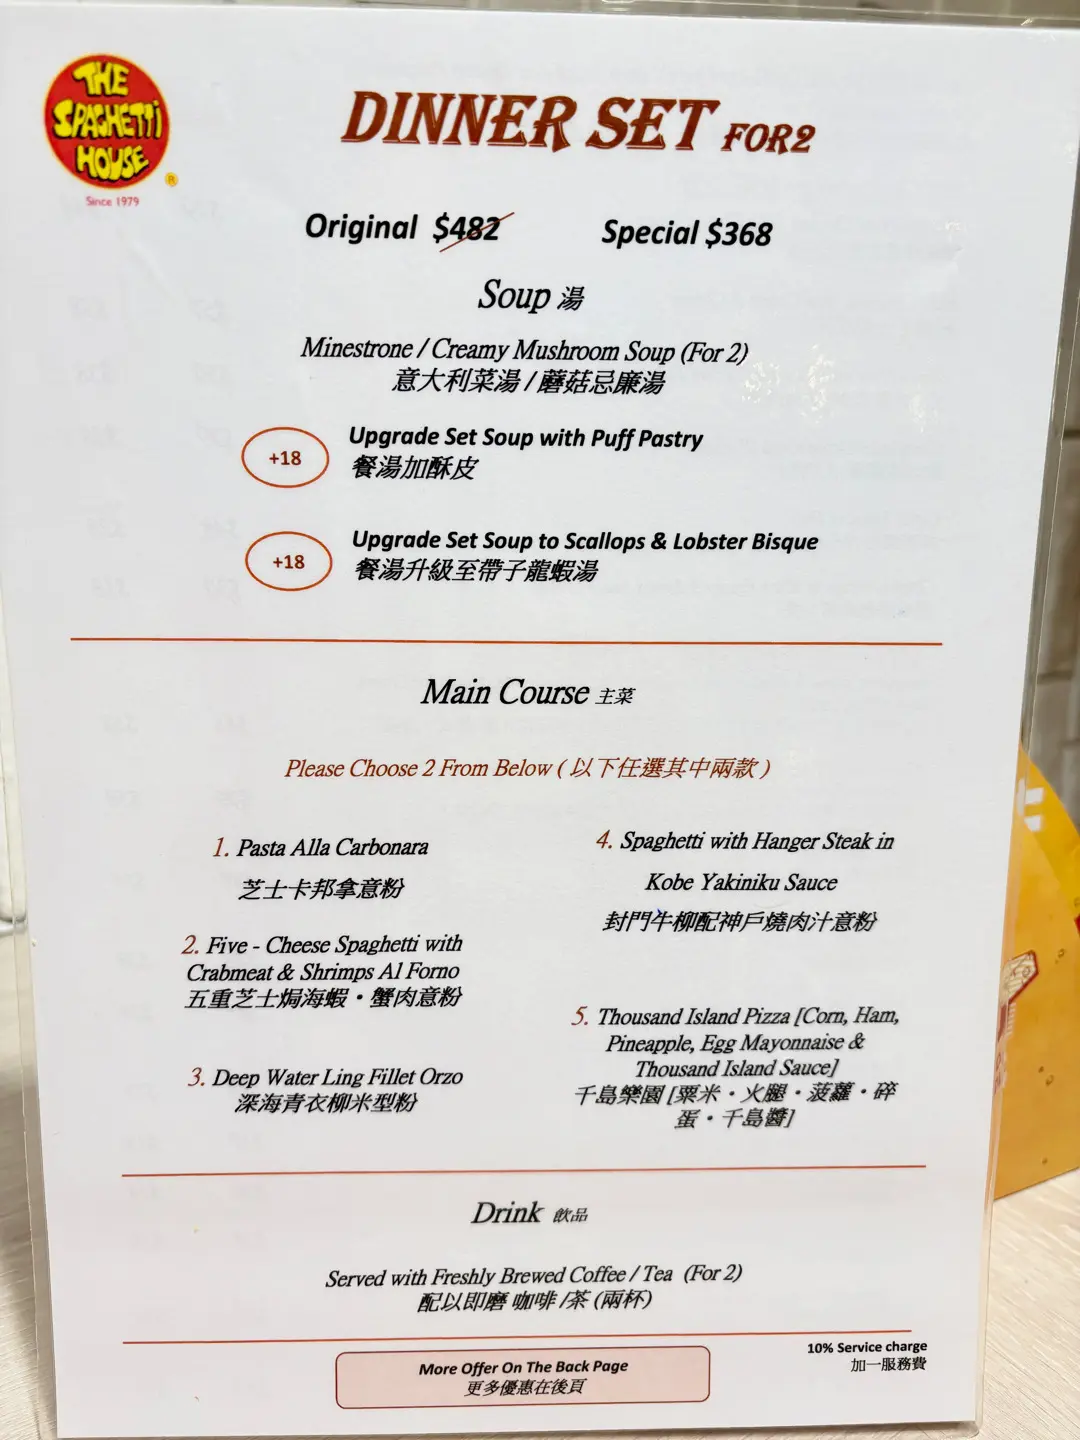 THE
SPAGHETTI
HOUSE
®
Since 1979
DINNER SET FOR2
Original $482 Special $368
Soup 湯
Minestrone / Creamy Mushroom Soup (For 2)
意大利菜湯 / 蘑菇忌廉湯
+18
Upgrade Set Soup with Puff Pastry
餐湯加酥皮
+18
Upgrade Set Soup to Scallops & Lobster Bisque
餐湯升級至帶子龍蝦湯
Main Course 主菜
Please Choose 2 From Below ( 以下任選其中兩款 )
1. Pasta Alla Carbonara
芝士卡邦拿意粉
2. Five - Cheese Spaghetti with
Crabmeat & Shrimps Al Forno
五重芝士焗海蝦・蟹肉意粉
3. Deep Water Ling Fillet Orzo
深海青衣柳米型粉
4. Spaghetti with Hanger Steak in
Kobe Yakiniku Sauce
封門牛柳配神戶燒肉汁意粉
5. Thousand Island Pizza [Corn, Ham,
Pineapple, Egg Mayonnaise &
Thousand Island Sauce]
千島樂園 [粟米・火腿・菠蘿・碎
蛋・千島醬]
Drink 飲品
Served with Freshly Brewed Coffee / Tea (For 2)
配以即磨 咖啡 /茶 (兩杯)
10% Service charge
加一服務費
More Offer On The Back Page
更多優惠在後頁